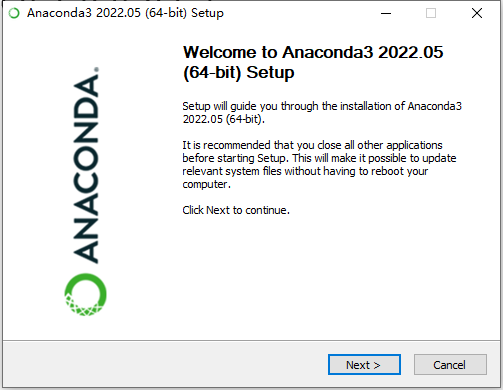 Anaconda3 2022.05 (64-bit) Setup
Welcome to Anaconda3 2022.05
(64-bit) Setup
Setup will guide you through the installation of Anaconda3
2022.05 (64-bit).
It is recommended that you close all other applications
before starting Setup. This will make it possible to update
relevant system files without having to reboot your
computer.
Click Next to continue.
ANACONDA.
Next >
Cancel